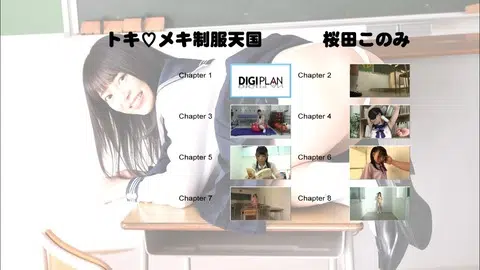 トキ♡メキ制服天国 桜田このみ
Chapter 1 DIGIPLAN Chapter 2
Chapter 3 Chapter 4
Chapter 5 Chapter 6
Chapter 7 Chapter 8